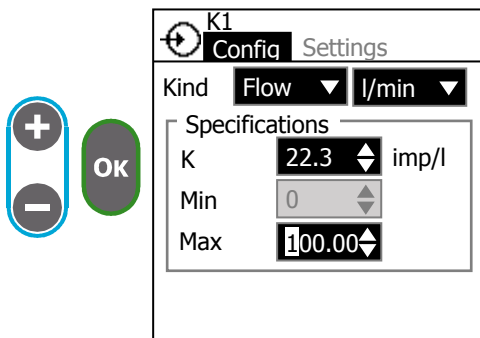 K1
Config Settings
Kind Flow l/min
Specifications
K 22.3 imp/l
Min 0
Max 100.00
OK